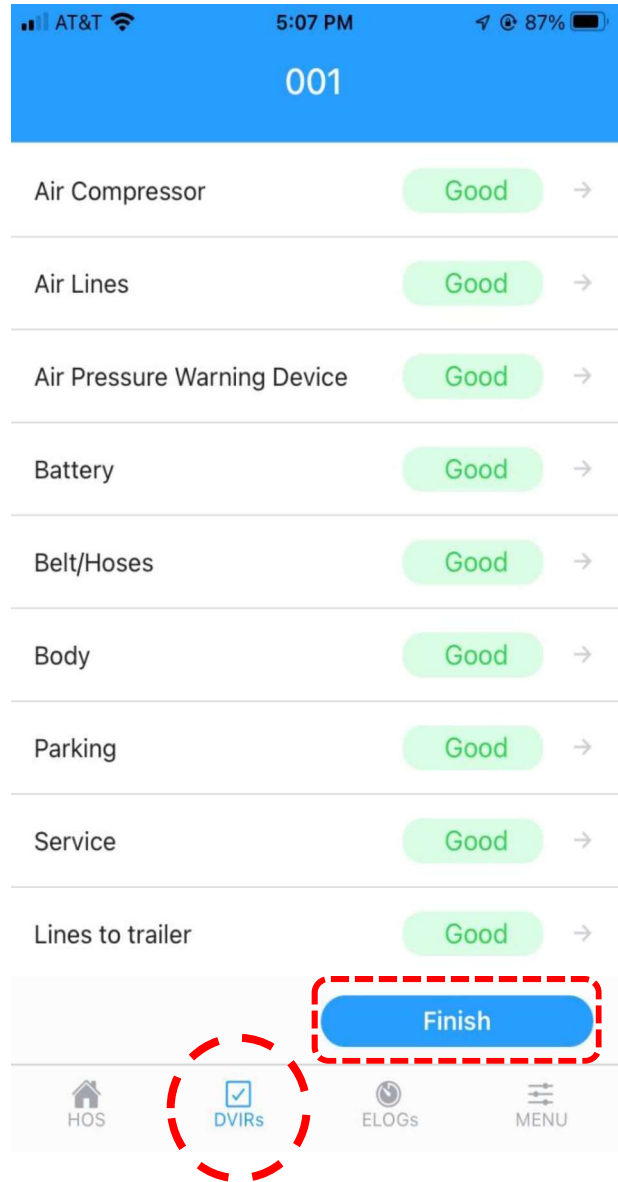 AT&T 5:07 PM 87%
001
Air Compressor Good
Air Lines Good
Air Pressure Warning Device Good
Battery Good
Belt/Hoses Good
Body Good
Parking Good
Service Good
Lines to trailer Good
Finish
HOS DVIRs ELOGs MENU